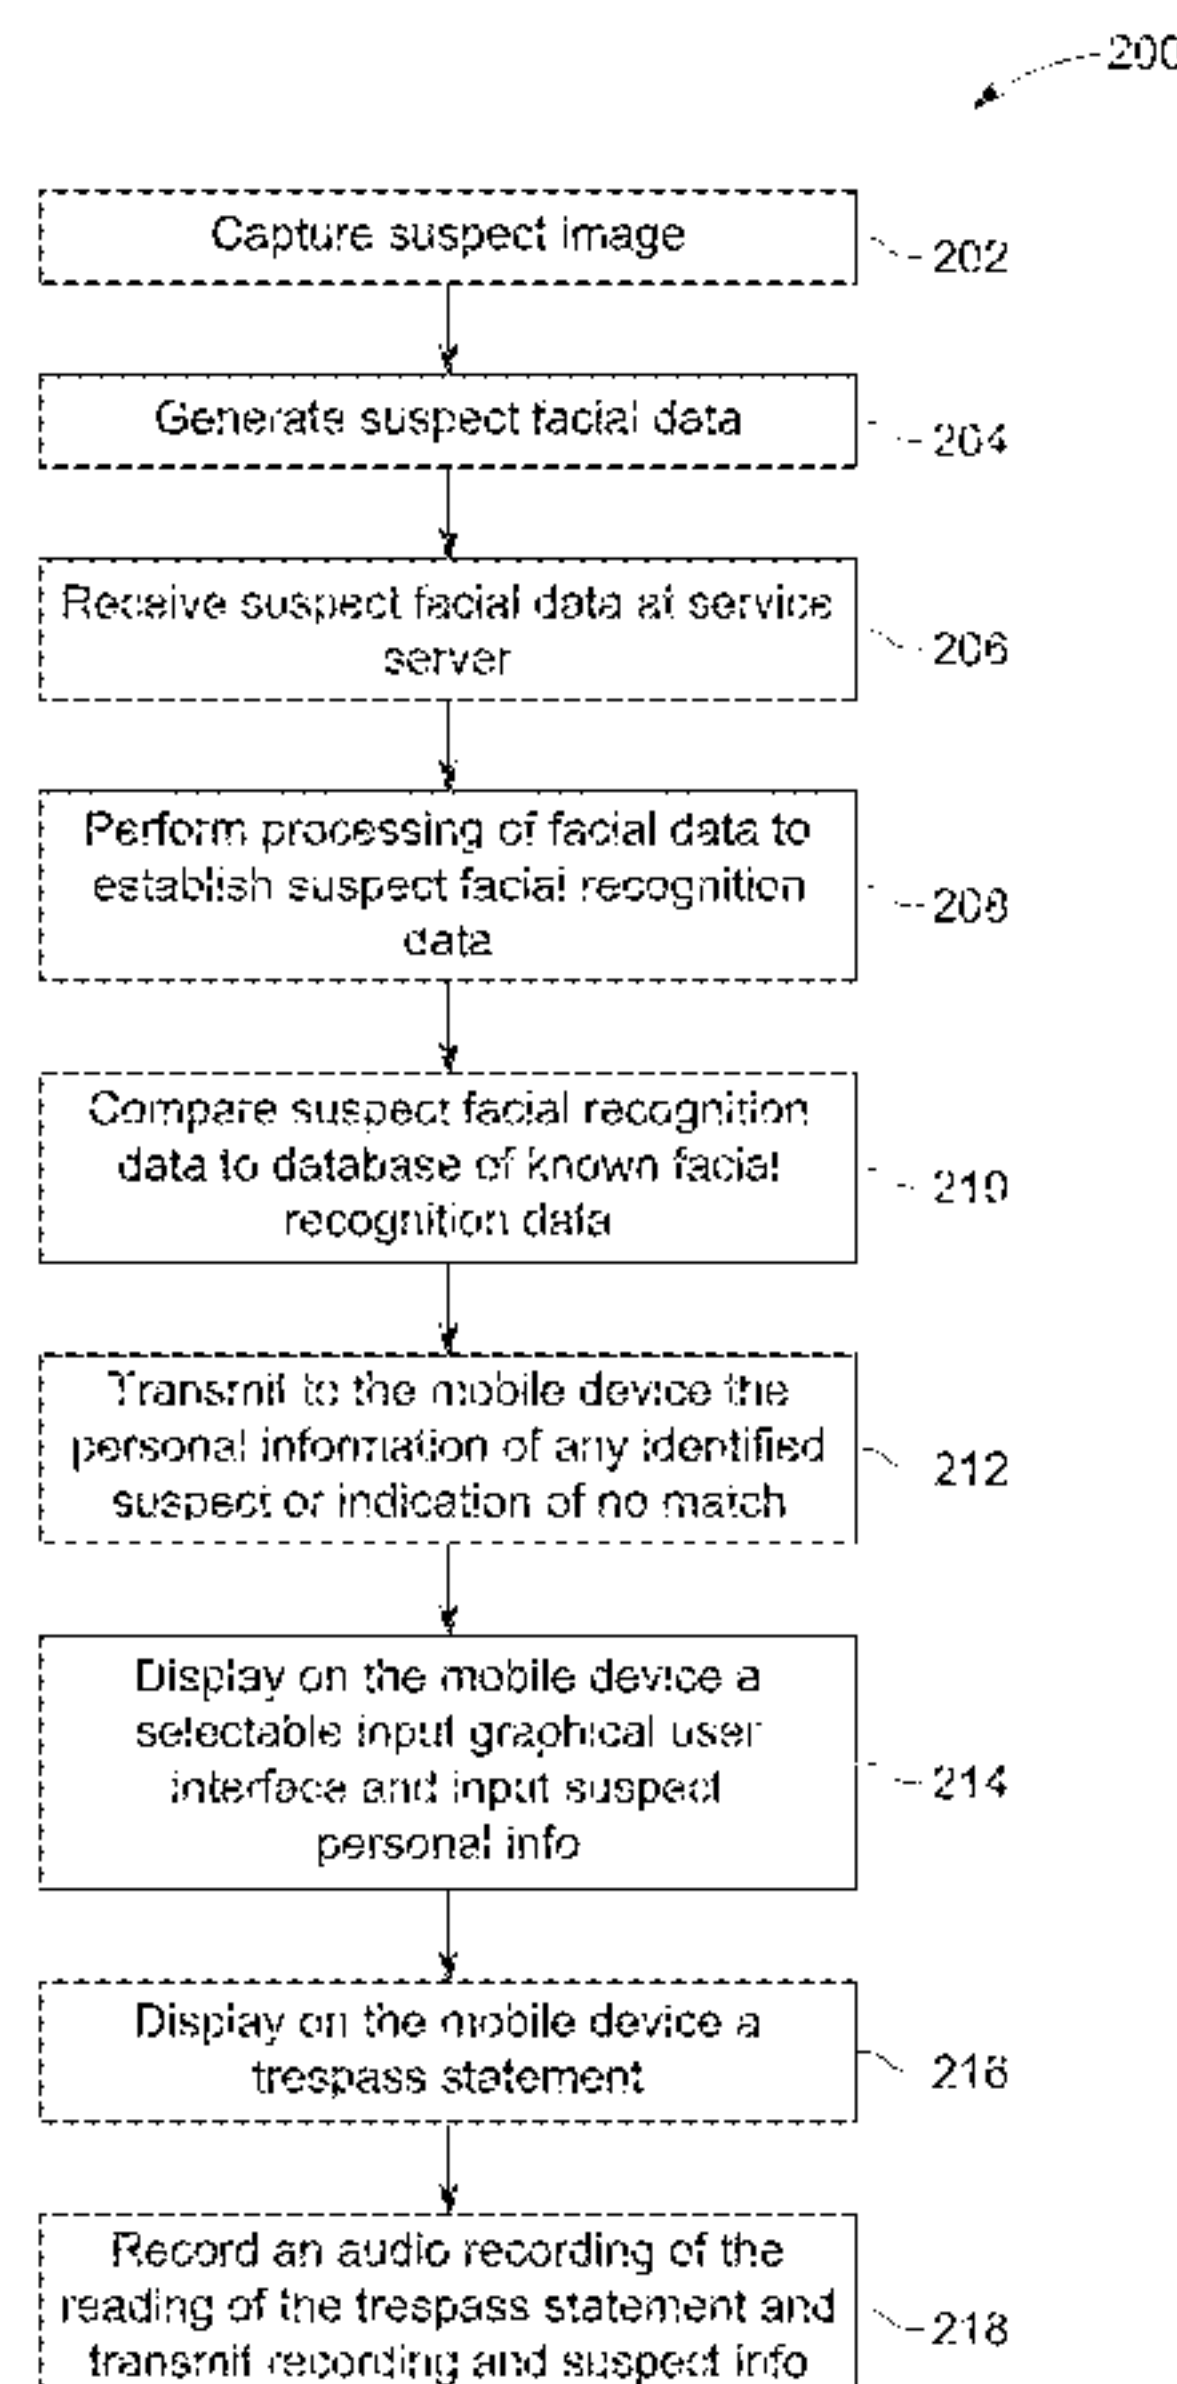 200
Capture suspect image
202
Generate suspect facial data
204
Receive suspect facial data at service
server
206
Perform processing of facial data to
establish suspect facial recognition
data
208
Compare suspect facial recognition
data to database of known facial
recognition data
210
Transmit to the mobile device the
personal information of any identified
suspect or indication of no match
212
Display on the mobile device a
selectable input graphical user
interface and input suspect
personal info
214
Display on the mobile device a
trespass statement
216
Record an audio recording of the
reading of the trespass statement and
transmit recording and suspect info
218